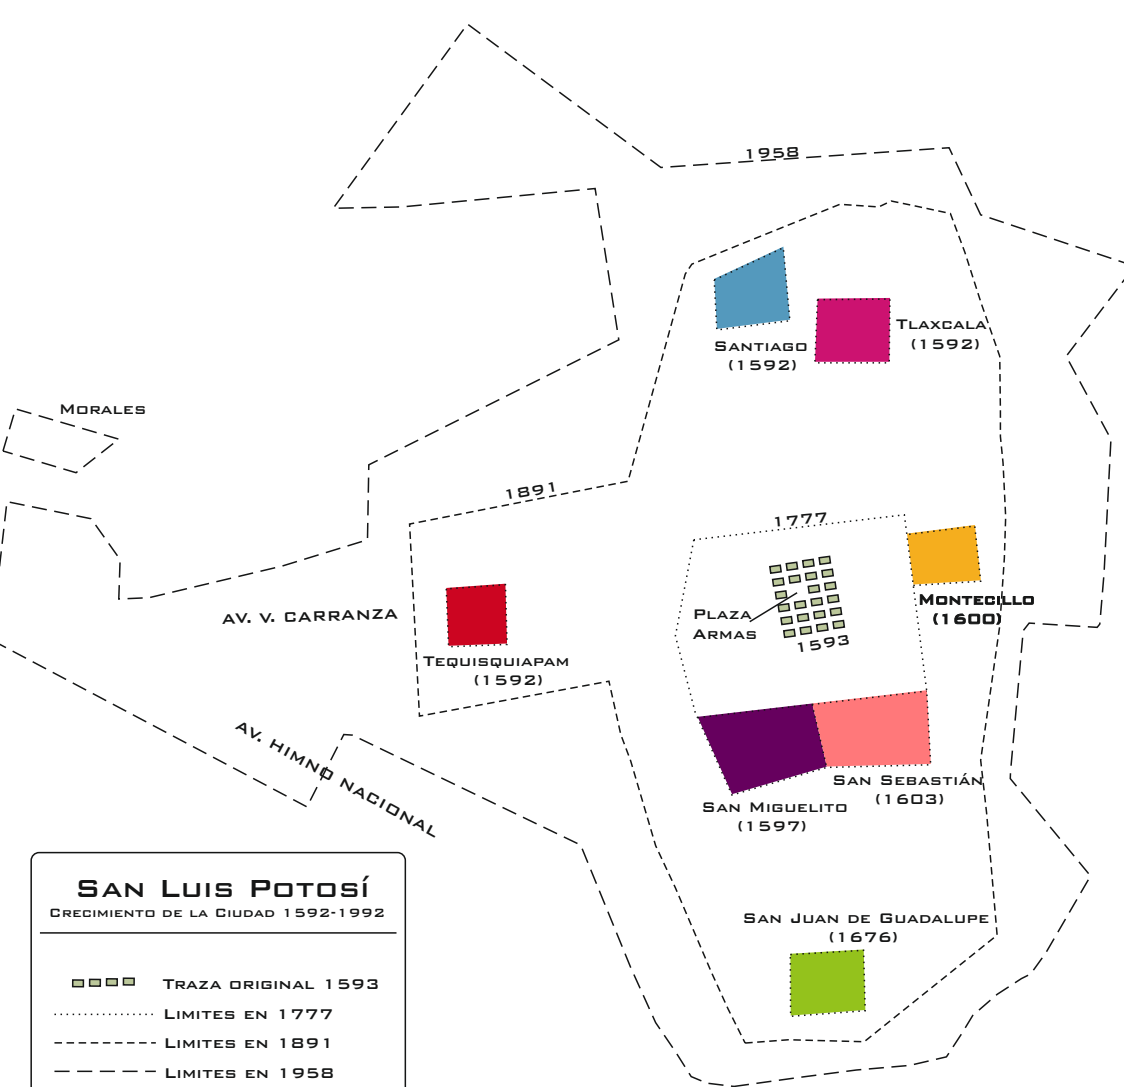 1958
Santiago
(1592)
Tlaxcala
(1592)
Morales
1891
1777
Plaza
Armas
1593
Montecillo
(1600)
Av. V. Carranza
Tequisquiapam
(1592)
Av. Himno Nacional
San Miguelito
(1597)
San Sebastián
(1603)
San Juan de Guadalupe
(1676)
San Luis Potosí
Crecimiento de la Ciudad 1592-1992
Traza original 1593
Limites en 1777
Limites en 1891
Limites en 1958